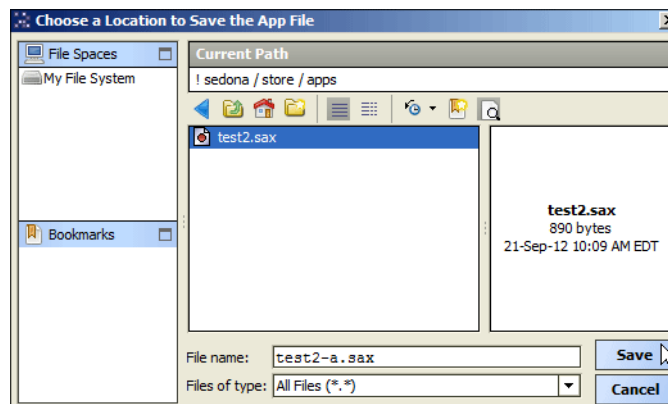 Choose a Location to Save the App File
File Spaces
My File System
Bookmarks
Current Path
! sedona / store / apps
test2.sax
test2.sax
890 bytes
21-Sep-12 10:09 AM EDT
File name: test2-a.sax
Save
Files of type: All Files (*.*)
Cancel